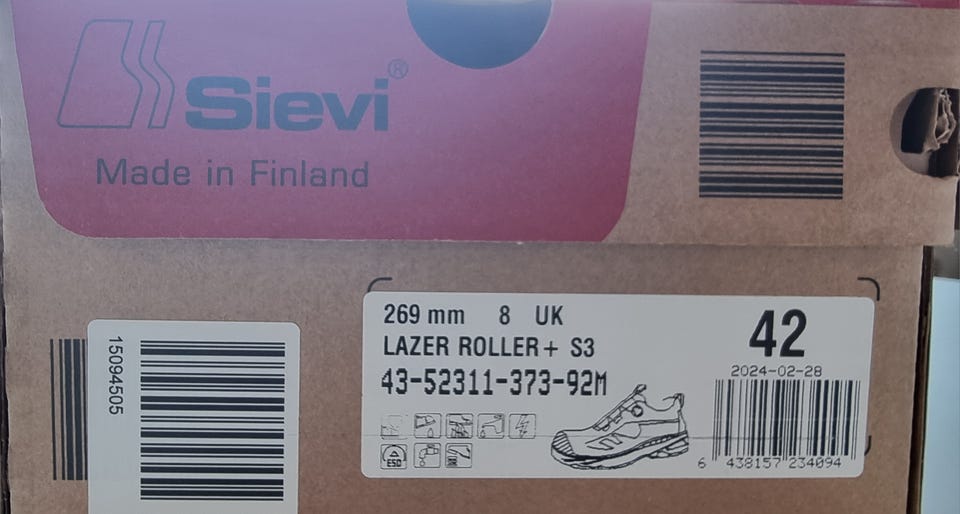 Sievi®
Made in Finland
15094505
269 mm 8 UK
LAZER ROLLER+ S3
43-52311-373-92M
42
2024-02-28
ESD
6 438157 234094